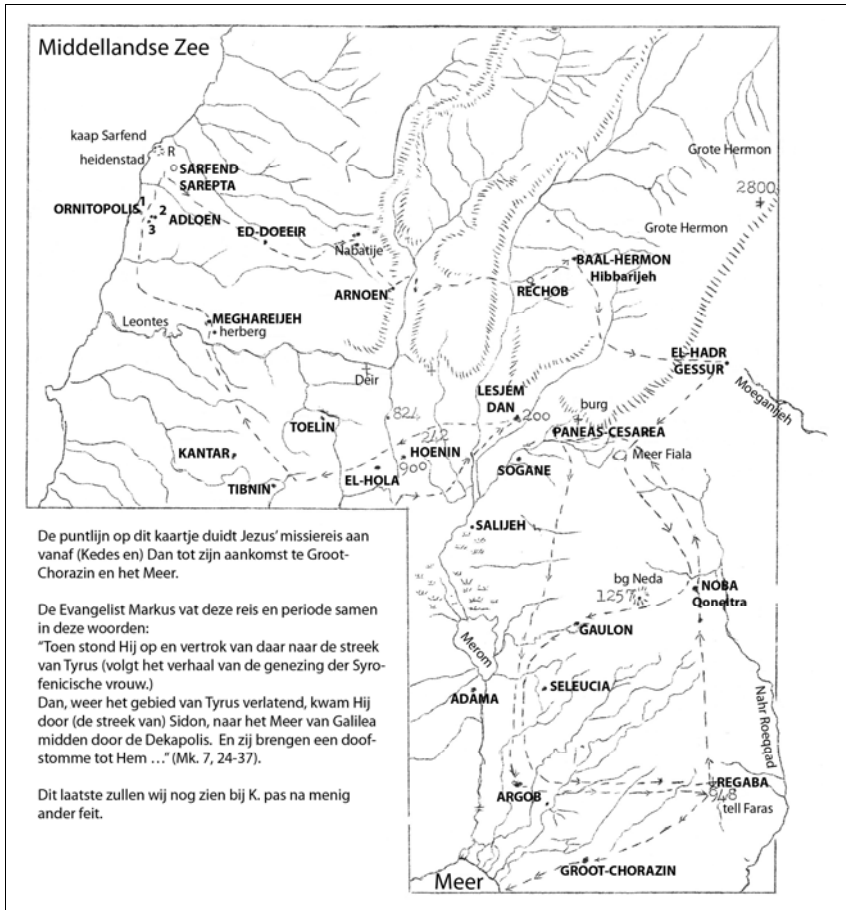 Middellandse Zee
kaap Sarfend
heidenstad
R
SARFEND
SAREPTA
Grote Hermon
2800
ORNITOPOLIS
1
2
3
ADLOEN
ED-DOEEIR
Nabatije
Grote Hermon
BAAL-HERMON
Hibbarijeh
RECHOB
ARNOEN
Leontes
MEGHAREIJEH
herberg
EL-HADR
GESSUR
Moeganijeh
Deir
LESJEM
DAN
200
burg
PANEAS-CESAREA
Meer Fiala
824
242
TOELIN
KANTAR
HOENIN
900
EL-HOLA
TIBNIN
SOGANE
SALIJEH
bg Neda
1257
NOBA
Qoneitra
GAULON
Merom
SELEUCIA
ADAMA
Nahr Roeqqad
ARGOB
REGABA
948
tell Faras
GROOT-CHORAZIN
Meer
De puntlijn op dit kaartje duidt Jezus' missiereis aan
vanaf (Kedes en) Dan tot zijn aankomst te Groot-
Chorazin en het Meer.
De Evangelist Markus vat deze reis en periode samen
in deze woorden:
"Toen stond Hij op en vertrok van daar naar de streek
van Tyrus (volgt het verhaal van de genezing der Syro-
fenicische vrouw.)
Dan, weer het gebied van Tyrus verlatend, kwam Hij
door (de streek van) Sidon, naar het Meer van Galilea
midden door de Dekapolis. En zij brengen een doof-
stomme tot Hem ..." (Mk. 7, 24-37).
Dit laatste zullen wij nog zien bij K. pas na menig
ander feit.